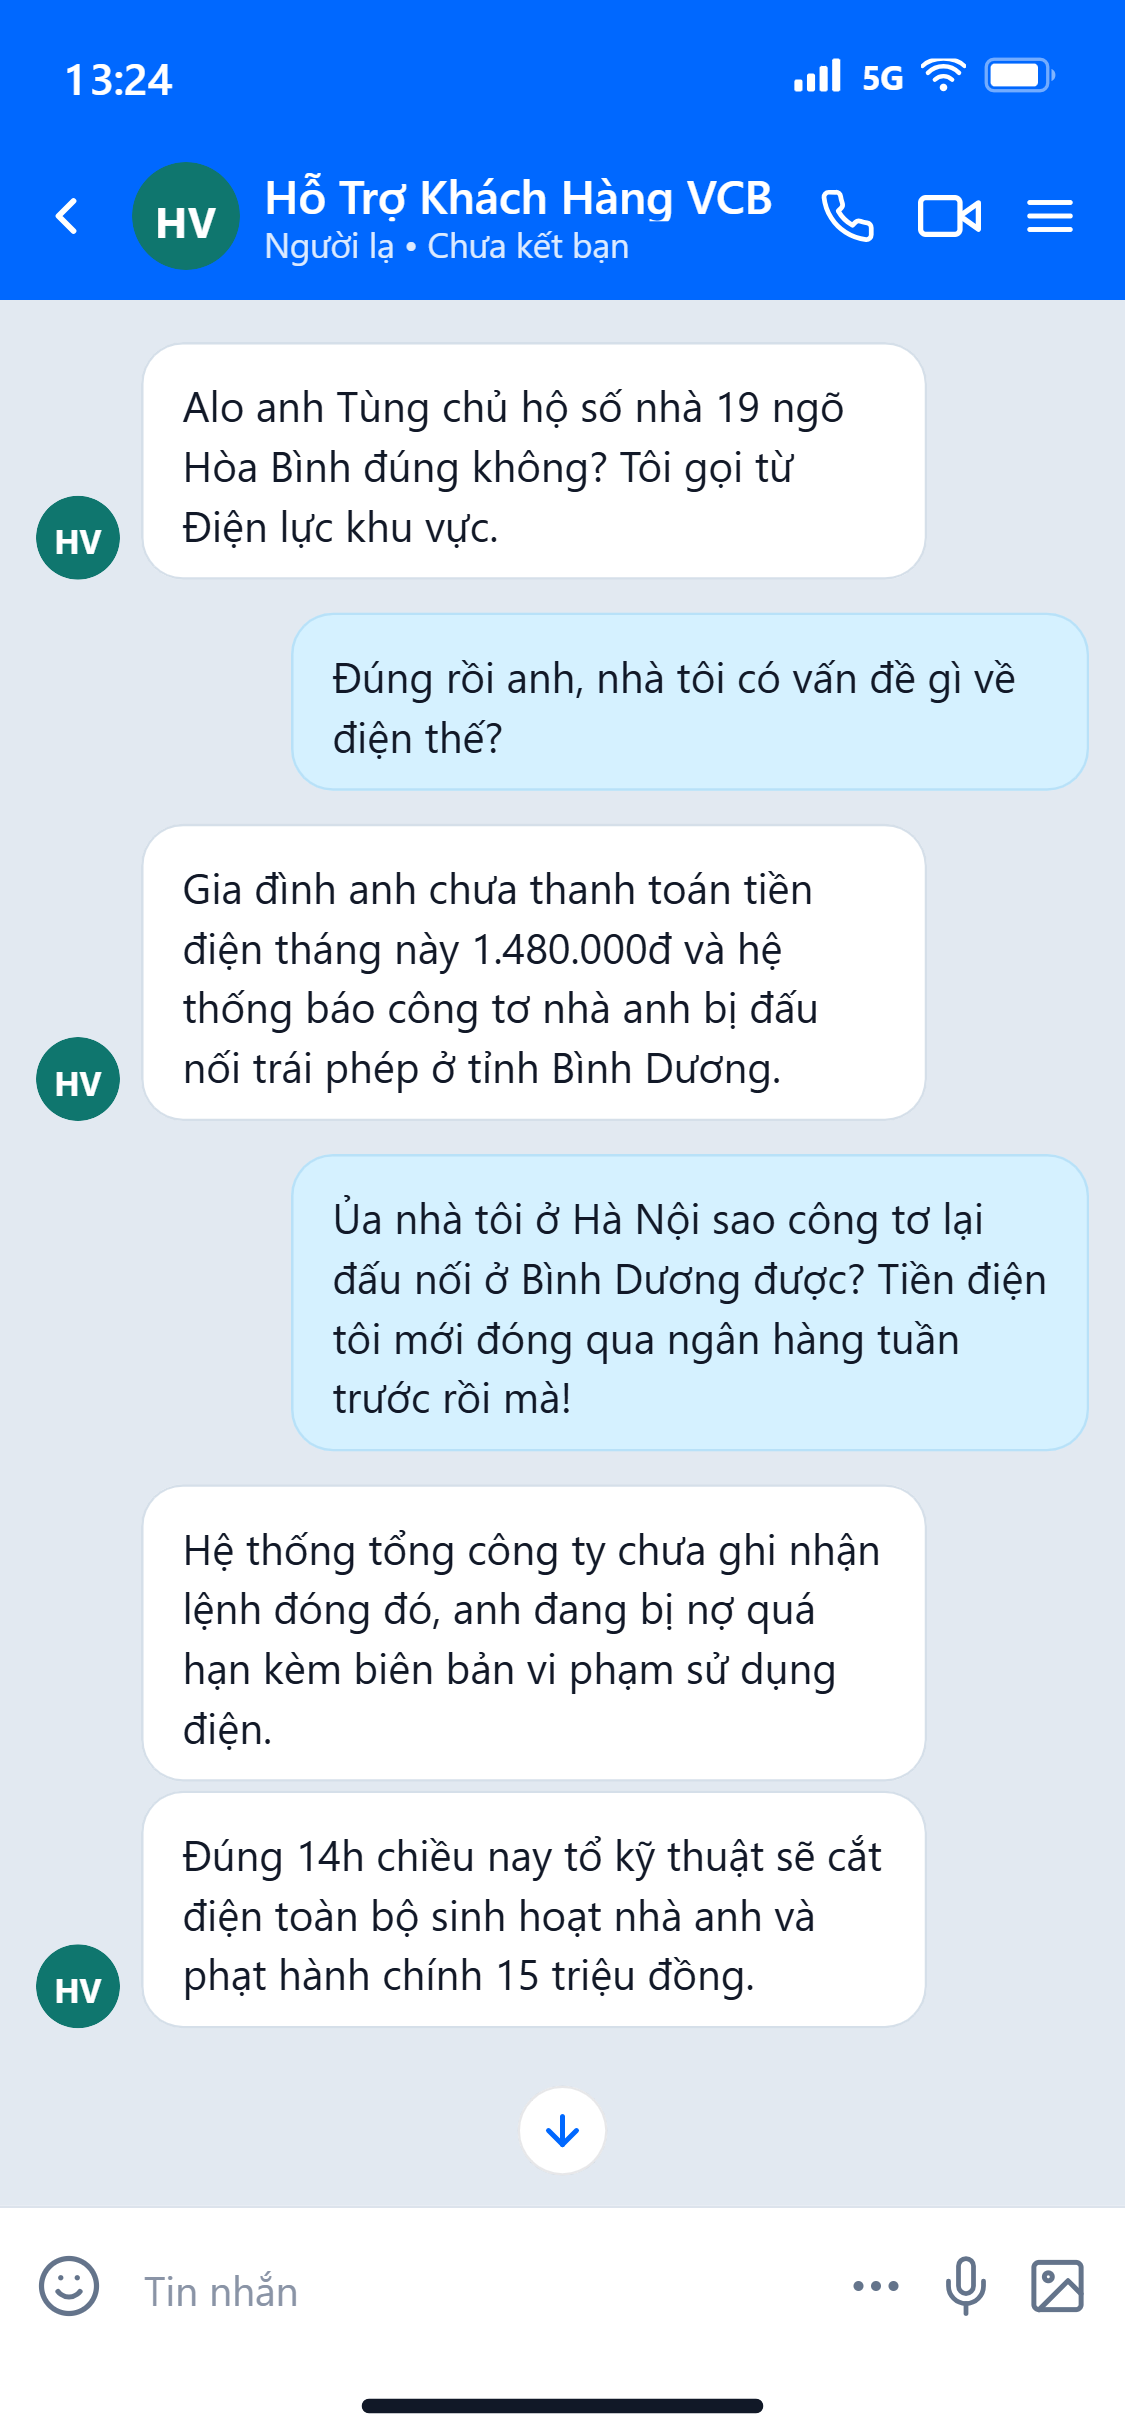 13:24
5G
HV
Hỗ Trợ Khách Hàng VCB
Người lạ • Chưa kết bạn
Alo anh Tùng chủ hộ số nhà 19 ngõ
Hòa Bình đúng không? Tôi gọi từ
Điện lực khu vực.
HV
Đúng rồi anh, nhà tôi có vấn đề gì về
điện thế?
Gia đình anh chưa thanh toán tiền
điện tháng này 1.480.000đ và hệ
thống báo công tơ nhà anh bị đấu
nối trái phép ở tỉnh Bình Dương.
HV
Ủa nhà tôi ở Hà Nội sao công tơ lại
đấu nối ở Bình Dương được? Tiền điện
tôi mới đóng qua ngân hàng tuần
trước rồi mà!
Hệ thống tổng công ty chưa ghi nhận
lệnh đóng đó, anh đang bị nợ quá
hạn kèm biên bản vi phạm sử dụng
điện.
Đúng 14h chiều nay tổ kỹ thuật sẽ cắt
điện toàn bộ sinh hoạt nhà anh và
phạt hành chính 15 triệu đồng.
HV
Tin nhắn